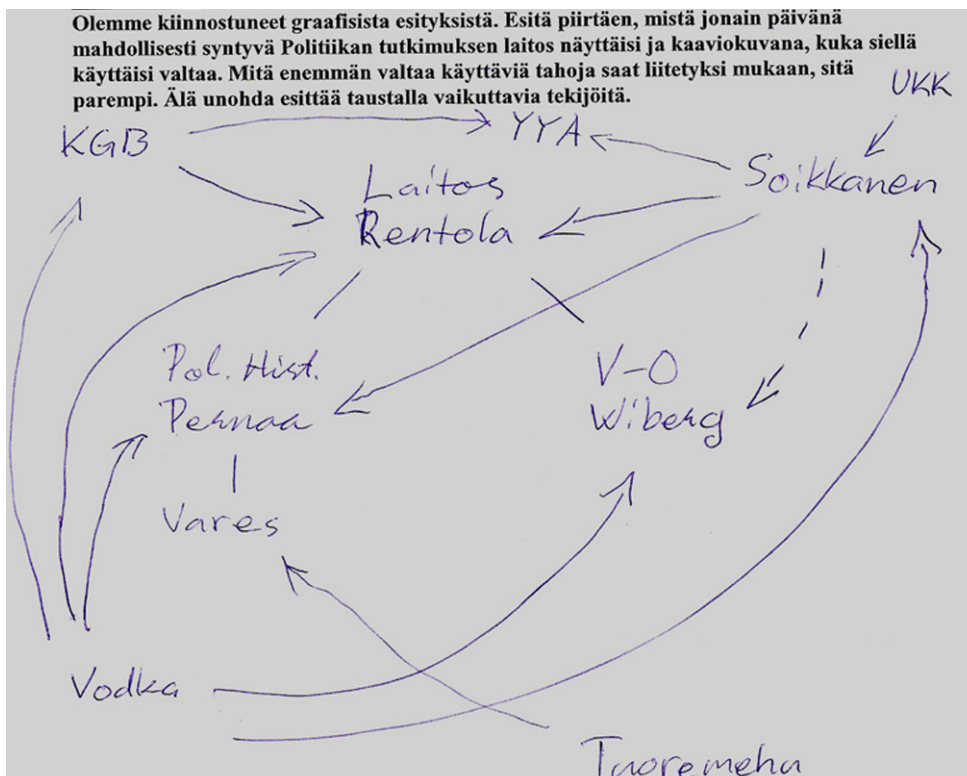 Olemme kiinnostuneet graafisista esityksistä. Esitä piirtäen, mistä jonain päivänä
mahdollisesti syntyvä Politiikan tutkimuksen laitos näyttäisi ja kaaviokuvana, kuka siellä
käyttäisi valtaa. Mitä enemmän valtaa käyttäviä tahoja saat liitetyksi mukaan, sitä
parempi. Älä unohda esittää taustalla vaikuttavia tekijöitä.
UKK
KGB
YYA
Soikkanen
Laitos
Rentola
Pol. Hist.
Pernaa
V-O
Wiberg
Vares
Vodka
Tuoremehu